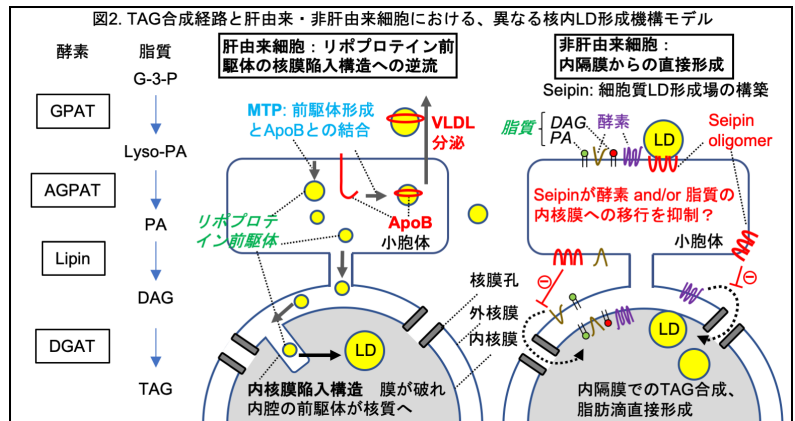 図2. TAG合成経路と肝由来・非肝由来細胞における、異なる核内LD形成機構モデル
酵素
脂質
G-3-P
GPAT
Lyso-PA
AGPAT
PA
Lipin
DAG
DGAT
TAG
肝由来細胞：リポプロテイン前
駆体の核膜陥入構造への逆流
MTP: 前駆体形成
とApoBとの結合
VLDL
分泌
ApoB
小胞体
リポプロテ
イン前駆体
LD
内核膜陥入構造　膜が破れ
内腔の前駆体が核質へ
核膜孔
外核膜
内核膜
非肝由来細胞：
内隔膜からの直接形成
Seipin: 細胞質LD形成場の構築
脂質
DAG
PA
酵素
LD
Seipin
oligomer
Seipinが酵素 and/or 脂質の
内核膜への移行を抑制？
小胞体
⊖
⊖
LD
内隔膜でのTAG合成、
脂肪滴直接形成